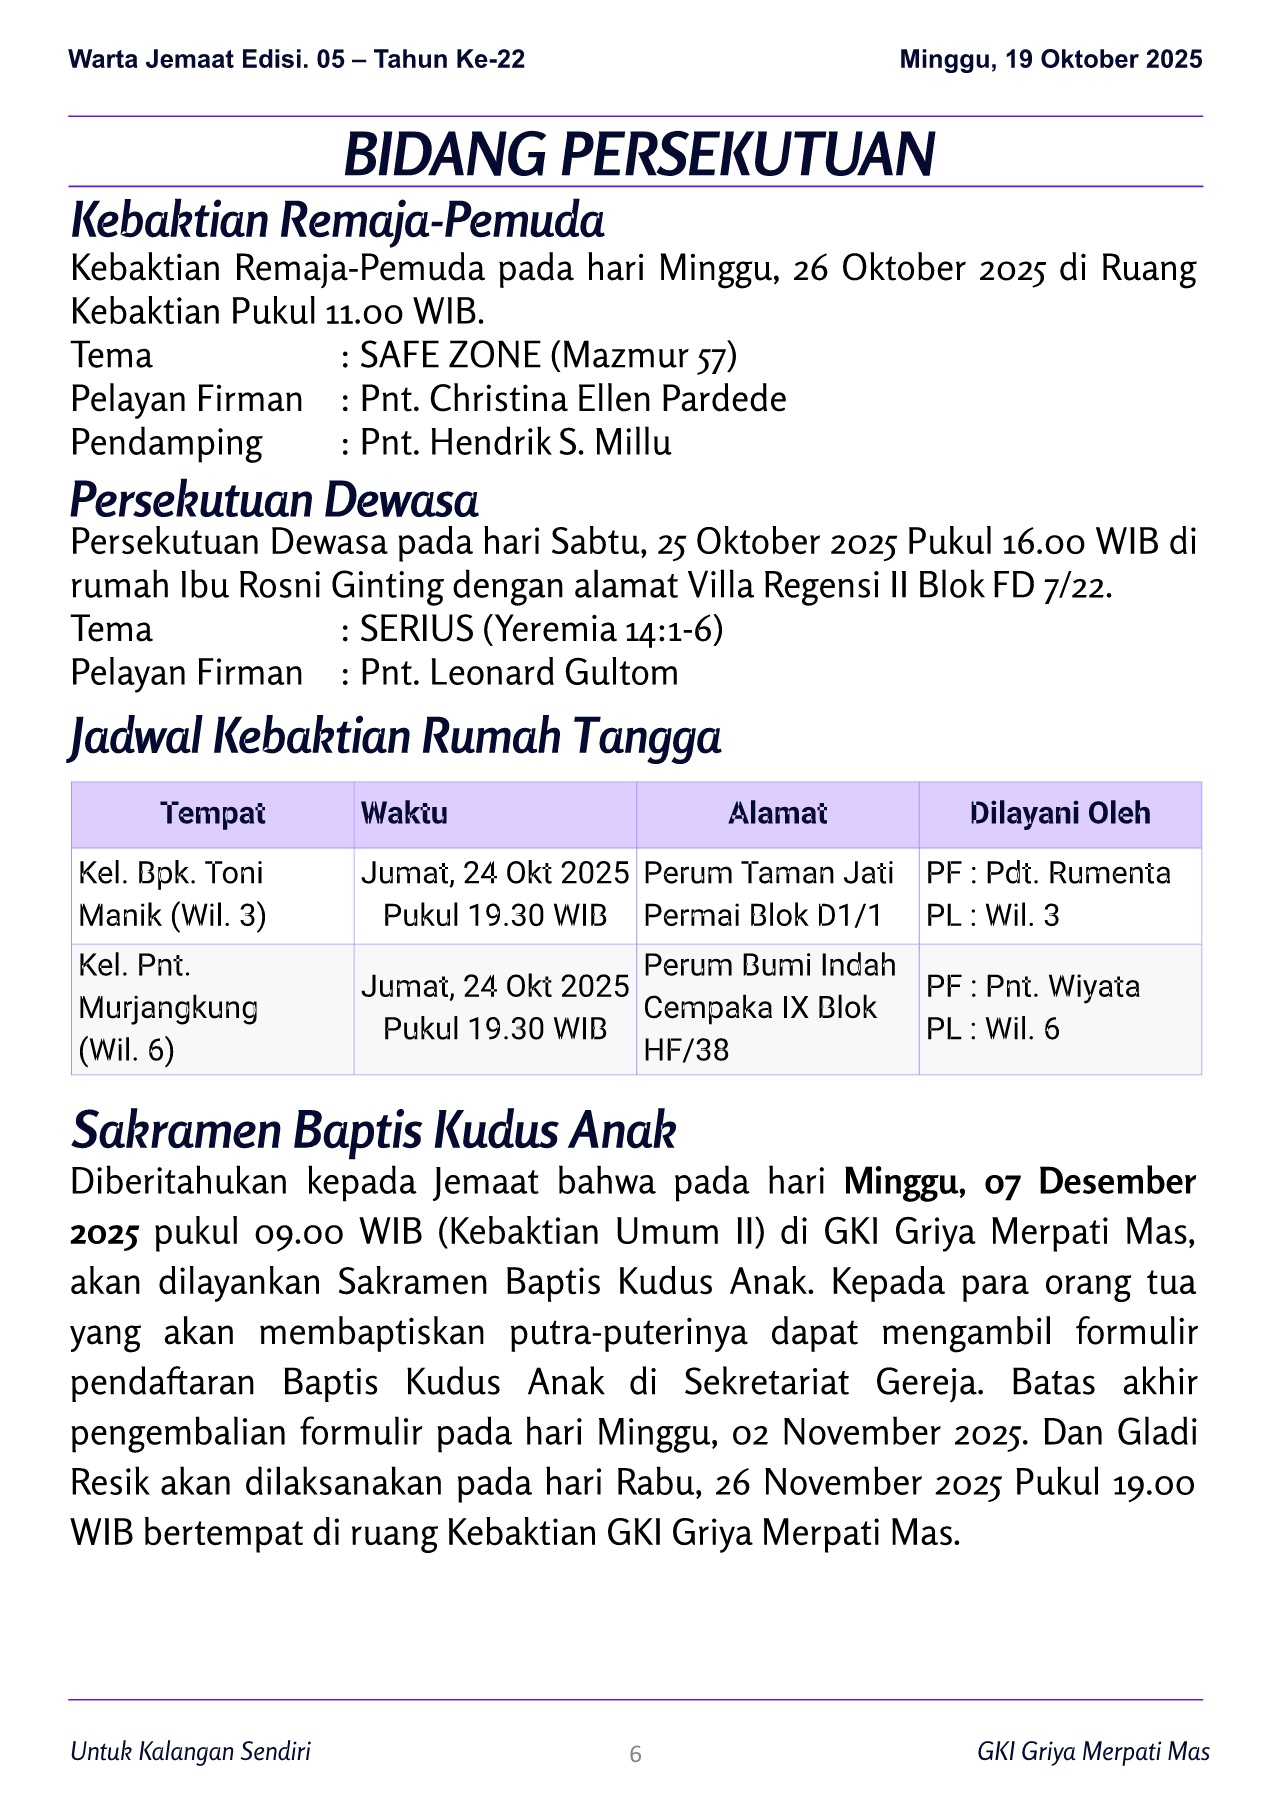 Warta Jemaat Edisi. 05 – Tahun Ke-22
Minggu, 19 Oktober 2025
BIDANG PERSEKUTUAN
Kebaktian Remaja-Pemuda
Kebaktian Remaja-Pemuda pada hari Minggu, 26 Oktober 2025 di Ruang
Kebaktian Pukul 11.00 WIB.
Tema : SAFE ZONE (Mazmur 57)
Pelayan Firman : Pnt. Christina Ellen Pardede
Pendamping : Pnt. Hendrik S. Millu
Persekutuan Dewasa
Persekutuan Dewasa pada hari Sabtu, 25 Oktober 2025 Pukul 16.00 WIB di
rumah Ibu Rosni Ginting dengan alamat Villa Regensi II Blok FD 7/22.
Tema : SERIUS (Yeremia 14:1-6)
Pelayan Firman : Pnt. Leonard Gultom
Jadwal Kebaktian Rumah Tangga
Tempat Waktu Alamat Dilayani Oleh
Kel. Bpk. Toni
Manik (Wil. 3)
Jumat, 24 Okt 2025
Pukul 19.30 WIB
Perum Taman Jati
Permai Blok D1/1
PF : Pdt. Rumenta
PL : Wil. 3
Kel. Pnt.
Murjangkung
(Wil. 6)
Jumat, 24 Okt 2025
Pukul 19.30 WIB
Perum Bumi Indah
Cempaka IX Blok
HF/38
PF : Pnt. Wiyata
PL : Wil. 6
Sakramen Baptis Kudus Anak
Diberitahukan kepada Jemaat bahwa pada hari Minggu, 07 Desember
2025 pukul 09.00 WIB (Kebaktian Umum II) di GKI Griya Merpati Mas,
akan dilayankan Sakramen Baptis Kudus Anak. Kepada para orang tua
yang akan membaptiskan putra-puterinya dapat mengambil formulir
pendaftaran Baptis Kudus Anak di Sekretariat Gereja. Batas akhir
pengembalian formulir pada hari Minggu, 02 November 2025. Dan Gladi
Resik akan dilaksanakan pada hari Rabu, 26 November 2025 Pukul 19.00
WIB bertempat di ruang Kebaktian GKI Griya Merpati Mas.
Untuk Kalangan Sendiri
6
GKI Griya Merpati Mas